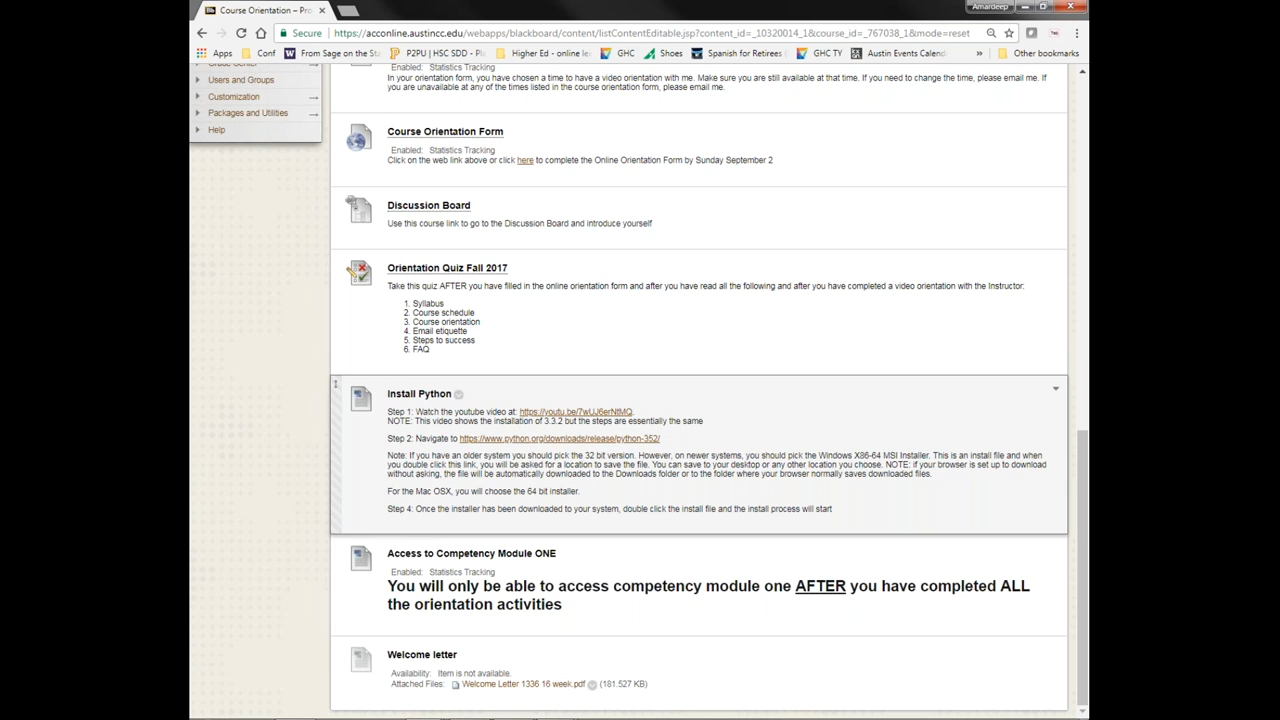 Course Orientation – Pro
Amardeep
Secure
https://acconline.austincc.edu/webapps/blackboard/content/listContentEditable.jsp?content_id=_10320014_1&course_id=_767038_1&mode=reset
Apps
Conf
From Sage on the Sta
P2PU | HSC SDD - Pl
Higher Ed - online le
GHC
Shoes
Spanish for Retirees
GHC TY
Austin Events Calend
»
Other bookmarks
Users and Groups
Customization
Packages and Utilities
Help
Enabled: Statistics Tracking
In your orientation form, you have chosen a time to have a video orientation with me. Make sure you are still available at that time. If you need to change the time, please email me. If
you are unavailable at any of the times listed in the course orientation form, please email me.
Course Orientation Form
Enabled: Statistics Tracking
Click on the web link above or click here to complete the Online Orientation Form by Sunday September 2
Discussion Board
Use this course link to go to the Discussion Board and introduce yourself
Orientation Quiz Fall 2017
Take this quiz AFTER you have filled in the online orientation form and after you have read all the following and after you have completed a video orientation with the Instructor:
1. Syllabus
2. Course schedule
3. Course orientation
4. Email etiquette
5. Steps to success
6. FAQ
Install Python
Step 1: Watch the youtube video at: https://youtu.be/7wUJ6erNtMQ.
NOTE: This video shows the installation of 3.3.2 but the steps are essentially the same
Step 2: Navigate to https://www.python.org/downloads/release/python-352/
Note: If you have an older system you should pick the 32 bit version. However, on newer systems, you should pick the Windows X86-64 MSI Installer. This is an install file and when
you double click this link, you will be asked for a location to save the file. You can save to your desktop or any other location you choose. NOTE: if your browser is set up to download
without asking, the file will be automatically downloaded to the Downloads folder or to the folder where your browser normally saves downloaded files.
For the Mac OSX, you will choose the 64 bit installer.
Step 4: Once the installer has been downloaded to your system, double click the install file and the install process will start
Access to Competency Module ONE
Enabled: Statistics Tracking
You will only be able to access competency module one AFTER you have completed ALL
the orientation activities
Welcome letter
Availability: Item is not available.
Attached Files: Welcome Letter 1336 16 week.pdf (181.527 KB)